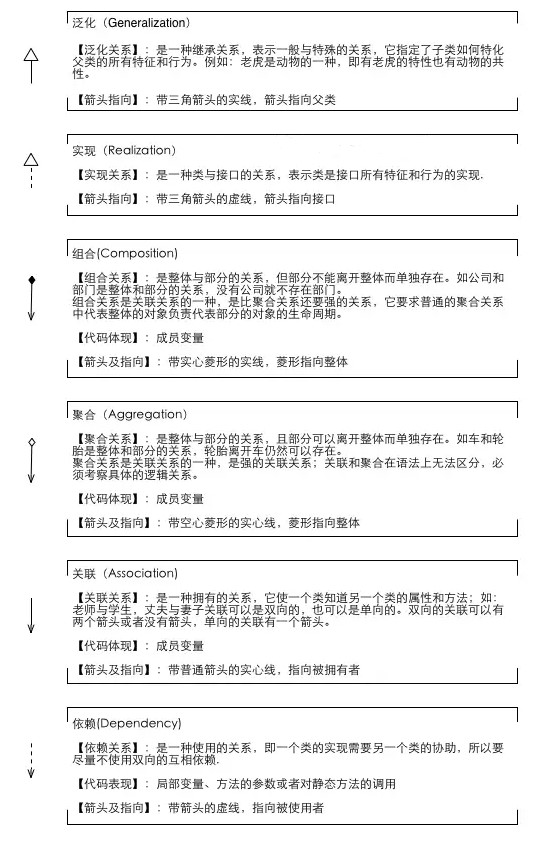 泛化（Generalization）
【泛化关系】：是一种继承关系，表示一般与特殊的关系，它指定了子类如何特化
父类的所有特征和行为。例如：老虎是动物的一种，即有老虎的特性也有动物的共
性。
【箭头指向】：带三角箭头的实线，箭头指向父类
实现（Realization）
【实现关系】：是一种类与接口的关系，表示类是接口所有特征和行为的实现.
【箭头指向】：带三角箭头的虚线，箭头指向接口
组合(Composition)
【组合关系】：是整体与部分的关系，但部分不能离开整体而单独存在。如公司和
部门是整体和部分的关系，没有公司就不存在部门。
组合关系是关联关系的一种，是比聚合关系还要强的关系，它要求普通的聚合关系
中代表整体的对象负责代表部分的对象的生命周期。
【代码体现】：成员变量
【箭头及指向】：带实心菱形的实线，菱形指向整体
聚合（Aggregation）
【聚合关系】：是整体与部分的关系，且部分可以离开整体而单独存在。如车和轮
胎是整体和部分的关系，轮胎离开车仍然可以存在。
聚合关系是关联关系的一种，是强的关联关系；关联和聚合在语法上无法区分，必
须考察具体的逻辑关系。
【代码体现】：成员变量
【箭头及指向】：带空心菱形的实心线，菱形指向整体
关联（Association)
【关联关系】：是一种拥有的关系，它使一个类知道另一个类的属性和方法；如：
老师与学生，丈夫与妻子关联可以是双向的，也可以是单向的。双向的关联可以有
两个箭头或者没有箭头，单向的关联有一个箭头。
【代码体现】：成员变量
【箭头及指向】：带普通箭头的实心线，指向被拥有者
依赖(Dependency)
【依赖关系】：是一种使用的关系，即一个类的实现需要另一个类的协助，所以要
尽量不使用双向的互相依赖.
【代码表现】：局部变量、方法的参数或者对静态方法的调用
【箭头及指向】：带箭头的虚线，指向被使用者